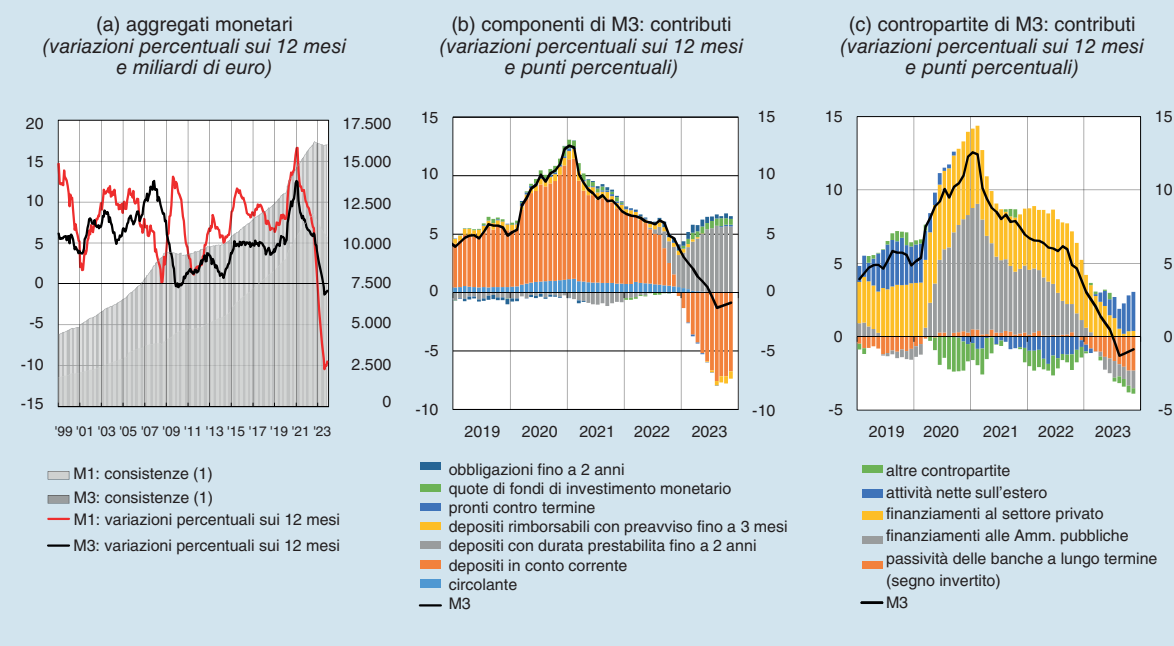 (a) aggregati monetari
(variazioni percentuali sui 12 mesi
e miliardi di euro)
20
15
10
5
0
-5
-10
-15
17.500
15.000
12.500
10.000
7.500
5.000
2.500
0
'99 '01 '03 '05 '07 '09 '11 '13 '15 '17 '19 '21 '23
M1: consistenze (1)
M3: consistenze (1)
M1: variazioni percentuali sui 12 mesi
M3: variazioni percentuali sui 12 mesi
(b) componenti di M3: contributi
(variazioni percentuali sui 12 mesi
e punti percentuali)
15
10
5
0
-5
-10
15
10
5
0
-5
-10
2019 2020 2021 2022 2023
obbligazioni fino a 2 anni
quote di fondi di investimento monetario
pronti contro termine
depositi rimborsabili con preavviso fino a 3 mesi
depositi con durata prestabilita fino a 2 anni
depositi in conto corrente
circolante
M3
(c) contropartite di M3: contributi
(variazioni percentuali sui 12 mesi
e punti percentuali)
15
10
5
0
-5
15
10
5
0
-5
2019 2020 2021 2022 2023
altre contropartite
attività nette sull'estero
finanziamenti al settore privato
finanziamenti alle Amm. pubbliche
passività delle banche a lungo termine
(segno invertito)
M3